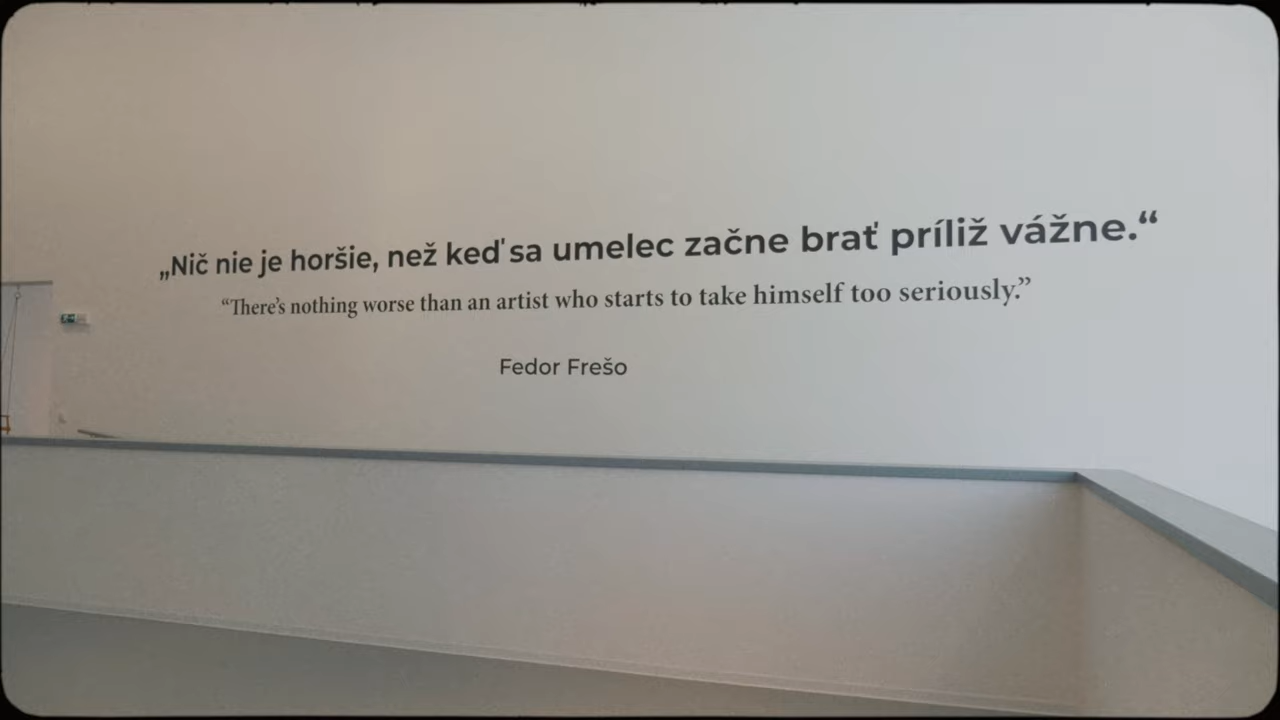 „Nič nie je horšie, než keď sa umelec začne brať príliž vážne.“
“There’s nothing worse than an artist who starts to take himself too seriously.”
Fedor Frešo